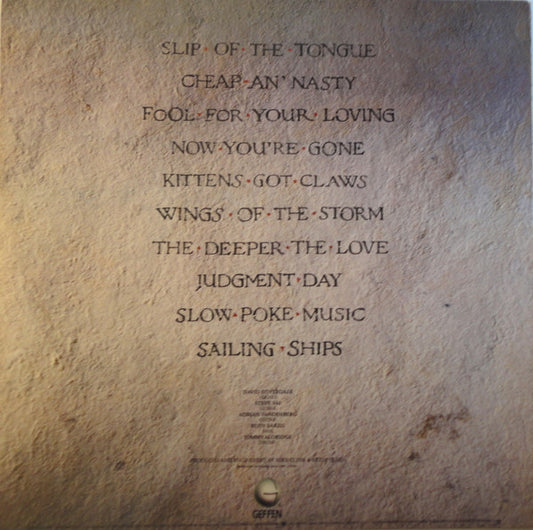 SLIP·OF·THE·TONGUE
CHEAP·AN'NASTY
FOOL·FOR·YOUR·LOVING
NOW·YOU'RE·GONE
KITTENS·GOT·CLAWS
WINGS·OF·THE·STORM
THE·DEEPER·THE·LOVE
JUDGMENT·DAY
SLOW·POKE·MUSIC
SAILING·SHIPS
DAVID COVERDALE
STEVE VAI
ADRIAN VANDENBERG
RUDY SARZO
TOMMY ALDRIDGE
GEFFEN